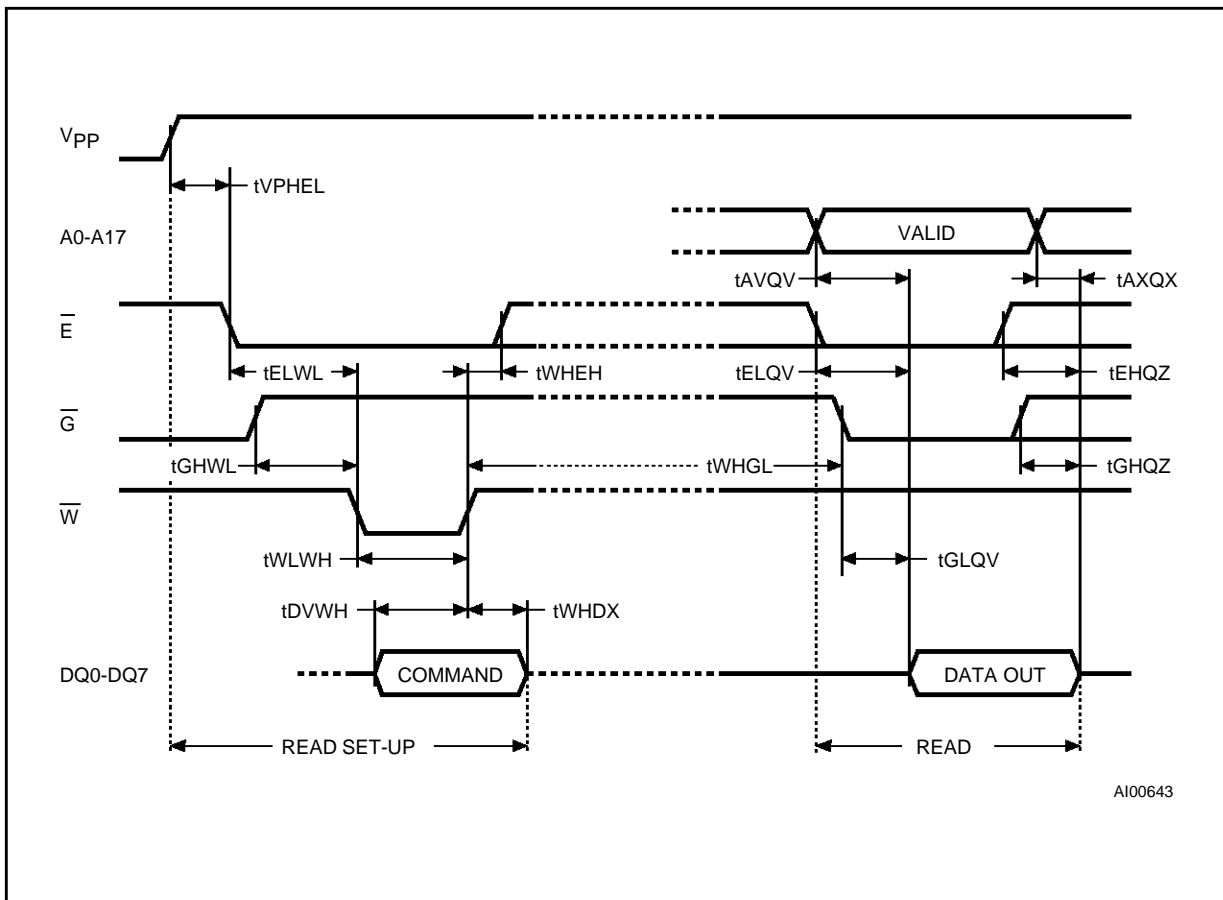 VPP
tVPHEL
A0-A17
VALID
tAVQV
tAXQX
E
tELWL
tWHEH
tELQV
tEHQZ
G
tGHWL
tWHGL
tGHQZ
W
tWLWH
tGLQV
tDVWH
tWHDX
DQ0-DQ7
COMMAND
DATA OUT
READ SET-UP
READ
AI00643